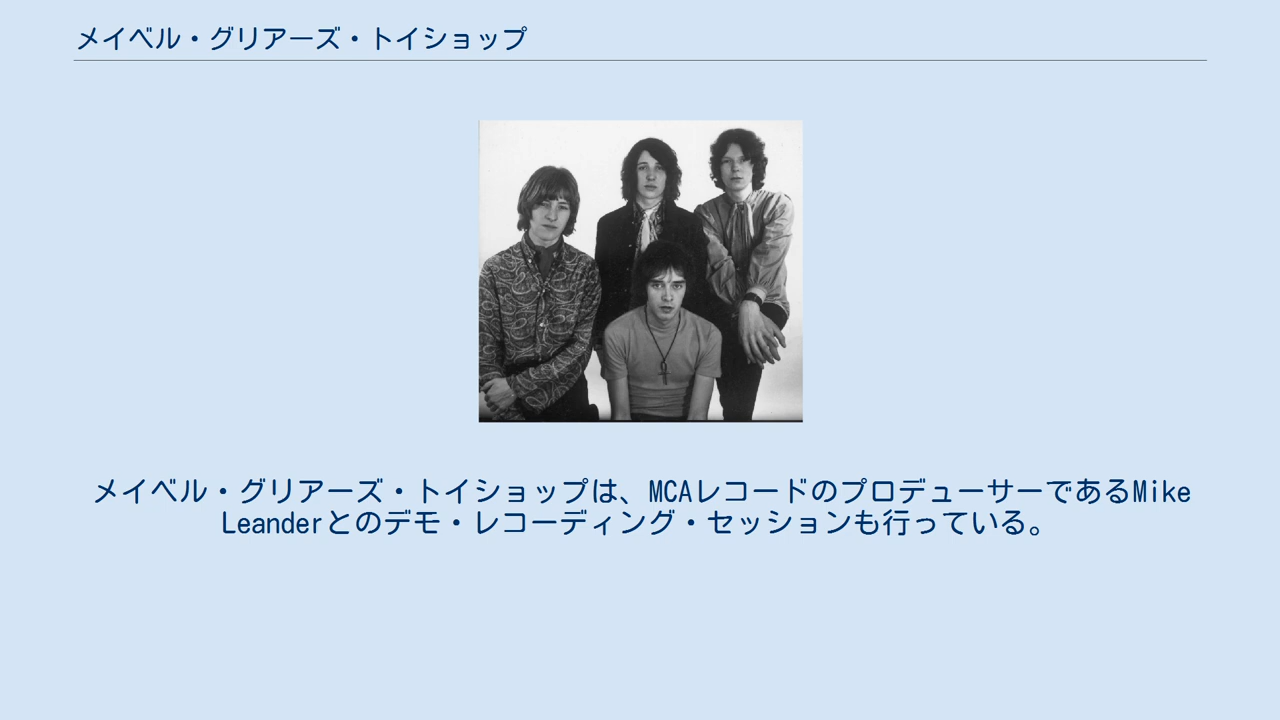 メイベル・グリアーズ・トイショップ
メイベル・グリアーズ・トイショップは、MCAレコードのプロデューサーであるMike
Leanderとのデモ・レコーディング・セッションも行っている。